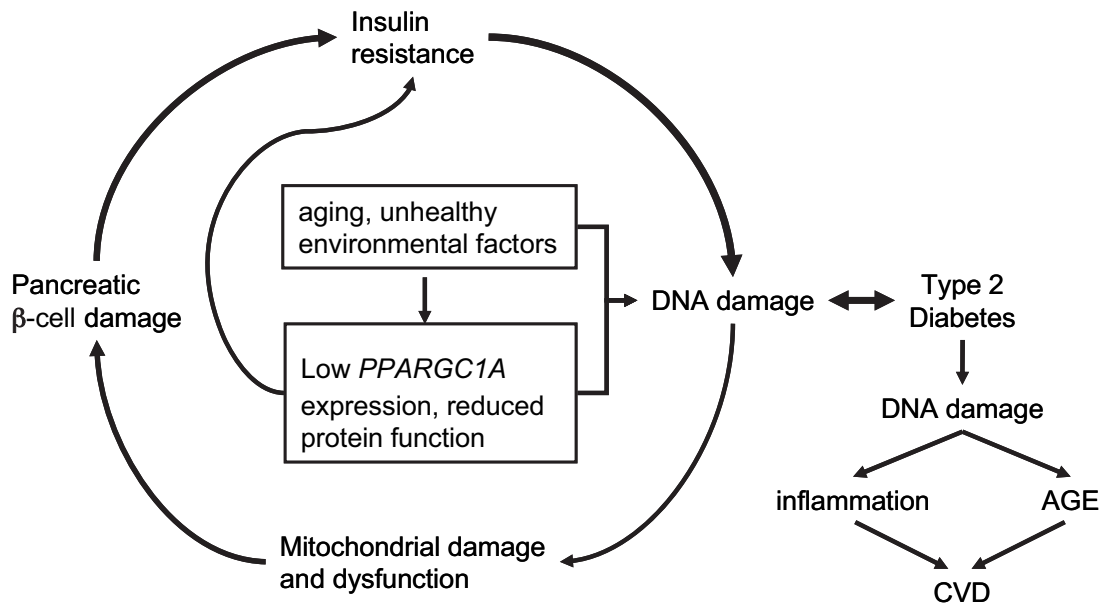 Insulin
resistance
aging, unhealthy
environmental factors
Pancreatic
β-cell damage
DNA damage
Type 2
Diabetes
Low PPARGC1A
expression, reduced
protein function
DNA damage
inflammation
AGE
Mitochondrial damage
and dysfunction
CVD